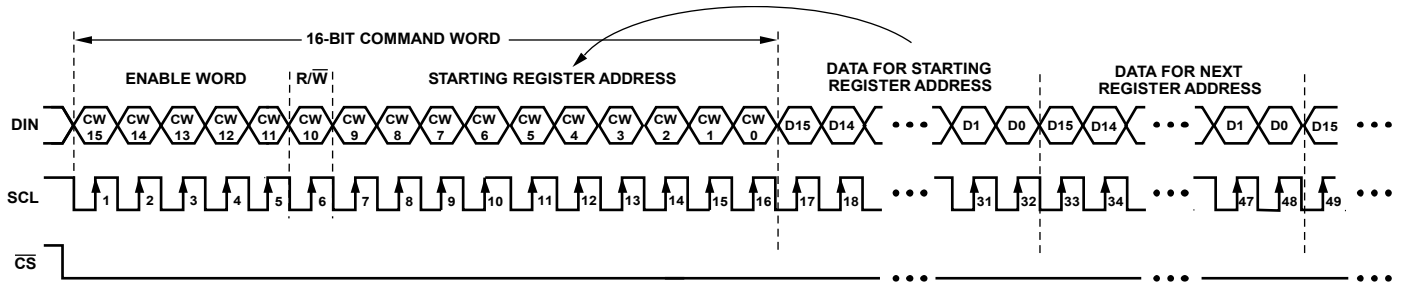 16-BIT COMMAND WORD
ENABLE WORD
R/W̅
STARTING REGISTER ADDRESS
DATA FOR STARTING
REGISTER ADDRESS
DATA FOR NEXT
REGISTER ADDRESS
DIN
CW 15
CW 14
CW 13
CW 12
CW 11
CW 10
CW 9
CW 8
CW 7
CW 6
CW 5
CW 4
CW 3
CW 2
CW 1
CW 0
D15
D14
• • •
D1
D0
D15
D14
• • •
D1
D0
D15
• • •
SCL
1
2
3
4
5
6
7
8
9
10
11
12
13
14
15
16
17
18
• • •
31
32
33
34
• • •
47
48
49
• • •
C̅S̅
• • •
• • •
• • •